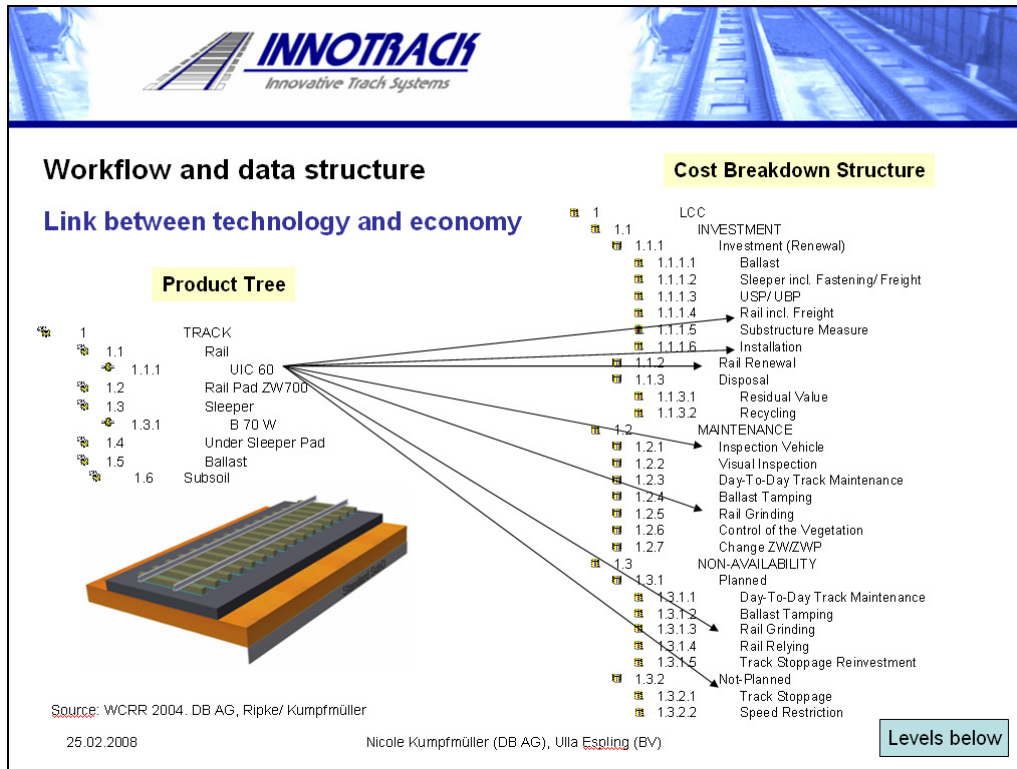 INNOTRACK
Innovative Track Systems
Workflow and data structure
Link between technology and economy
Product Tree
1 TRACK
1.1 Rail
1.1.1 UIC 60
1.2 Rail Pad ZW700
1.3 Sleeper
1.3.1 B 70 W
1.4 Under Sleeper Pad
1.5 Ballast
1.6 Subsoil
Cost Breakdown Structure
1 LCC
1.1 INVESTMENT
1.1.1 Investment (Renewal)
1.1.1.1 Ballast
1.1.1.2 Sleeper incl. Fastening/ Freight
1.1.1.3 USP/ UBP
1.1.1.4 Rail incl. Freight
1.1.1.5 Substructure Measure
1.1.1.6 Installation
1.1.2 Rail Renewal
1.1.3 Disposal
1.1.3.1 Residual Value
1.1.3.2 Recycling
1.2 MAINTENANCE
1.2.1 Inspection Vehicle
1.2.2 Visual Inspection
1.2.3 Day-To-Day Track Maintenance
1.2.4 Ballast Tamping
1.2.5 Rail Grinding
1.2.6 Control of the Vegetation
1.2.7 Change ZW/ZWP
1.3 NON-AVAILABILITY
1.3.1 Planned
1.3.1.1 Day-To-Day Track Maintenance
1.3.1.2 Ballast Tamping
1.3.1.3 Rail Grinding
1.3.1.4 Rail Relying
1.3.1.5 Track Stoppage Reinvestment
1.3.2 Not-Planned
1.3.2.1 Track Stoppage
1.3.2.2 Speed Restriction
Source: WCRR 2004. DB AG, Ripke/ Kumpfmüller
25.02.2008
Nicole Kumpfmüller (DB AG), Ulla Espling (BV)
Levels below